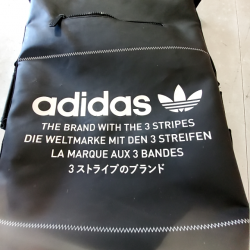 adidas
THE BRAND WITH THE 3 STRIPES
DIE WELTMARKE MIT DEN 3 STREIFEN
LA MARQUE AUX 3 BANDES
3 ストライプのブランド